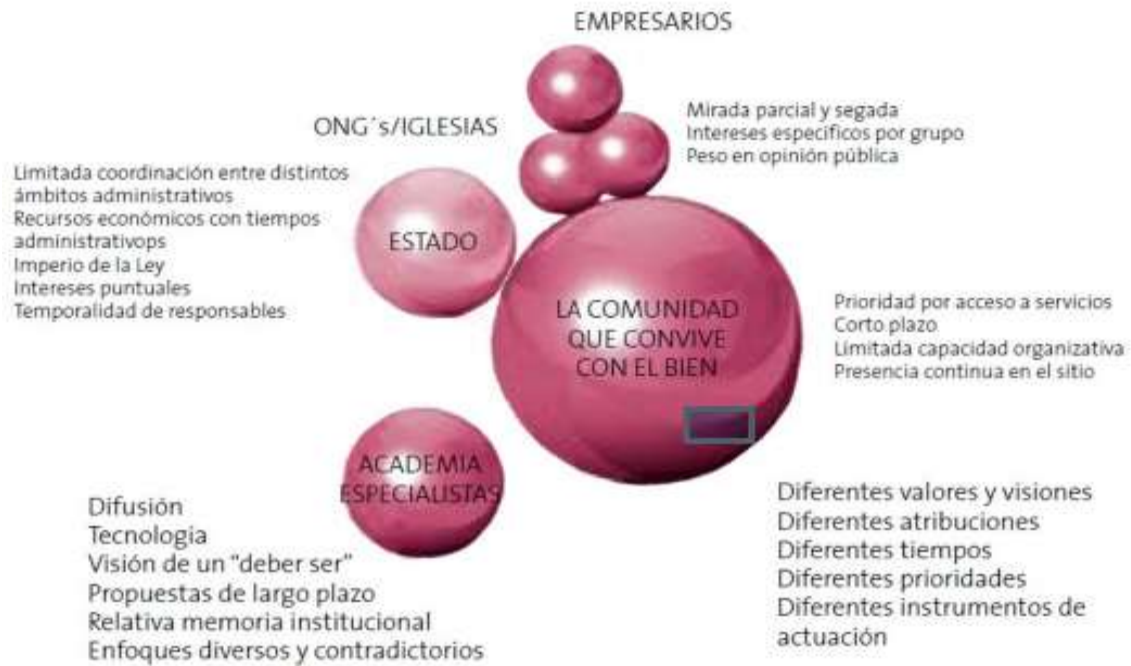 EMPRESARIOS
Mirada parcial y segada
Intereses específicos por grupo
Peso en opinión pública
ONG´s/IGLESIAS
Limitada coordinación entre distintos
ámbitos administrativos
Recursos económicos con tiempos
administrativops
Imperio de la Ley
Intereses puntuales
Temporalidad de responsables
ESTADO
LA COMUNIDAD
QUE CONVIVE
CON EL BIEN
Prioridad por acceso a servicios
Corto plazo
Limitada capacidad organizativa
Presencia continua en el sitio
ACADEMIA
ESPECIALISTAS
Difusión
Tecnologia
Visión de un "deber ser"
Propuestas de largo plazo
Relativa memoria institucional
Enfoques diversos y contradictorios
Diferentes valores y visiones
Diferentes atribuciones
Diferentes tiempos
Diferentes prioridades
Diferentes instrumentos de
actuación